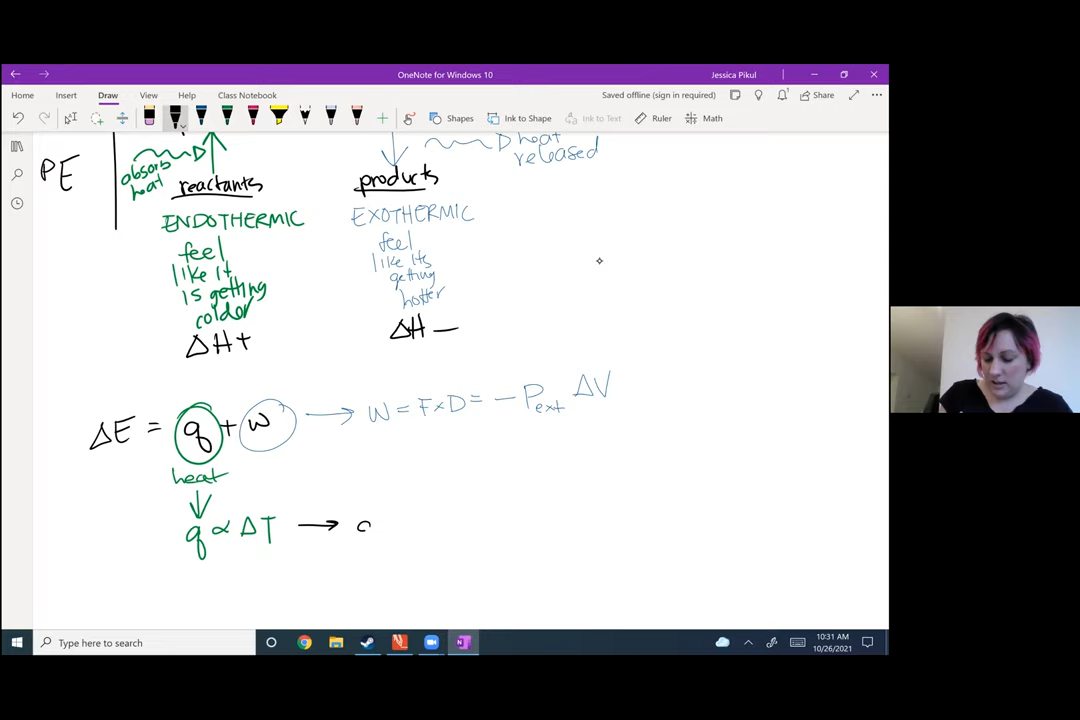 OneNote for Windows 10
Jessica Pikul
Home Insert Draw View Help Class Notebook
Saved offline (sign in required)
Share
Shapes
Ink to Shape
Ink to Text
Ruler
Math
PE
absorb
heat
heat
released
reactants
products
ENDOTHERMIC
EXOTHERMIC
feel
like it
is getting
colder
feel
like its
getting
hotter
ΔH+
ΔH −
ΔE = q + w → W = F×D = − Pext ΔV
heat
q ∝ ΔT →
Type here to search
10:31 AM
10/26/2021